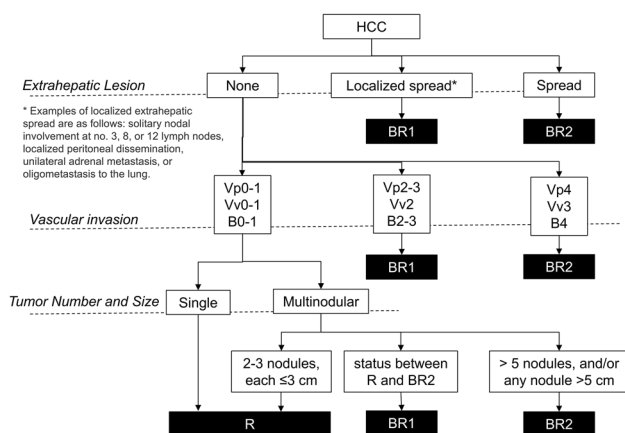 HCC
Extrahepatic Lesion
None
Localized spread*
Spread
* Examples of localized extrahepatic
spread are as follows: solitary nodal
involvement at no. 3, 8, or 12 lymph nodes,
localized peritoneal dissemination,
unilateral adrenal metastasis, or
oligometastasis to the lung.
BR1
BR2
Vascular invasion
Vp0-1
Vv0-1
B0-1
Vp2-3
Vv2
B2-3
Vp4
Vv3
B4
BR1
BR2
Tumor Number and Size
Single
Multinodular
2-3 nodules,
each ≤3 cm
status between
R and BR2
> 5 nodules, and/or
any nodule >5 cm
R
BR1
BR2